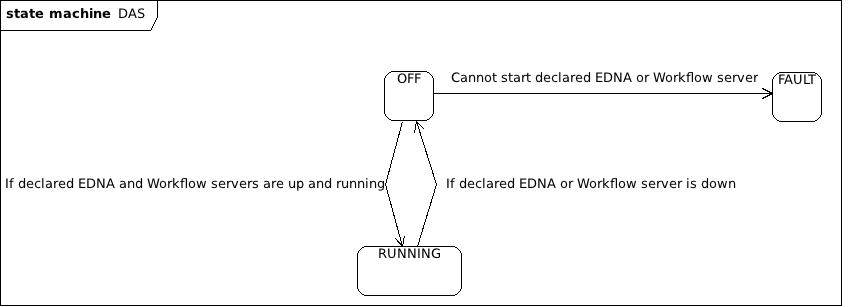 state machine DAS
OFF
Cannot start declared EDNA or Workflow server
FAULT
If declared EDNA and Workflow servers are up and running
If declared EDNA or Workflow server is down
RUNNING